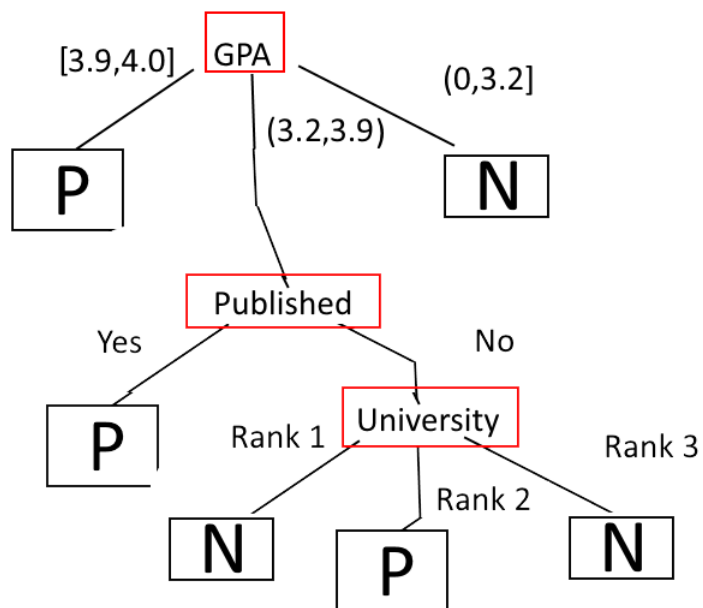 GPA
[3.9,4.0]
(0,3.2]
(3.2,3.9)
P
N
Published
Yes
No
University
P
Rank 1
Rank 3
Rank 2
N
P
N